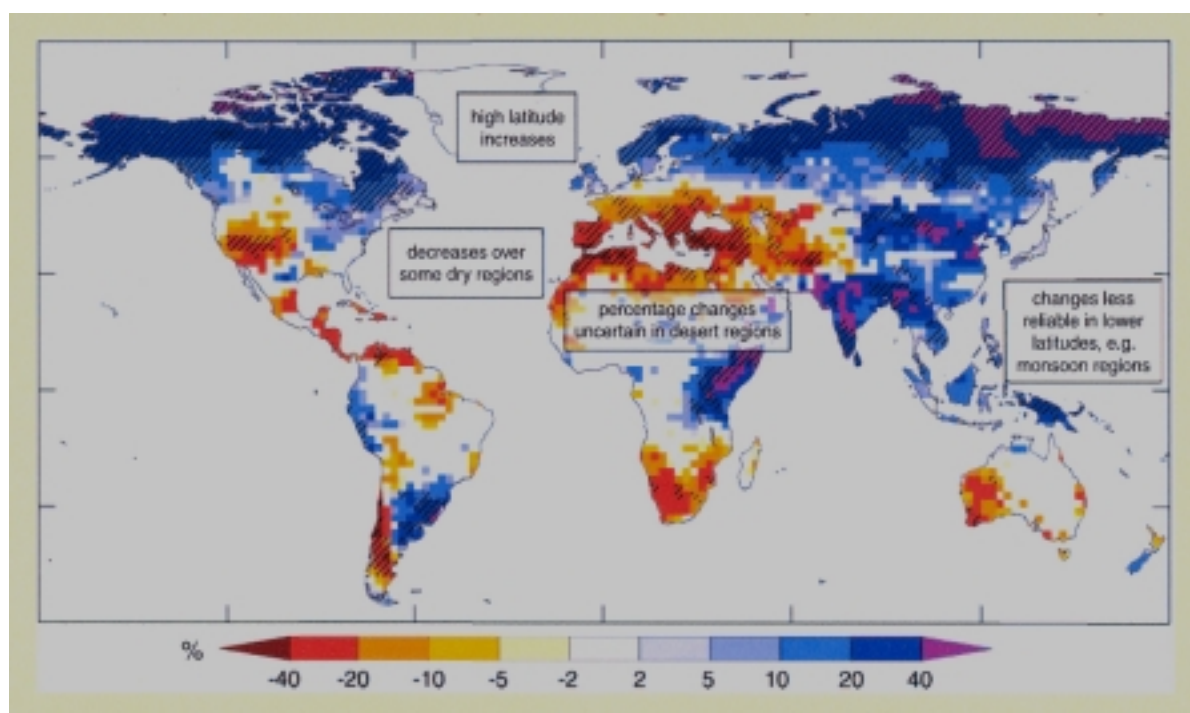 high latitude
increases
decreases over
some dry regions
percentage changes
uncertain in desert regions
changes less
reliable in lower
latitudes, e.g.
monsoon regions
%
-40 -20 -10 -5 -2 2 5 10 20 40